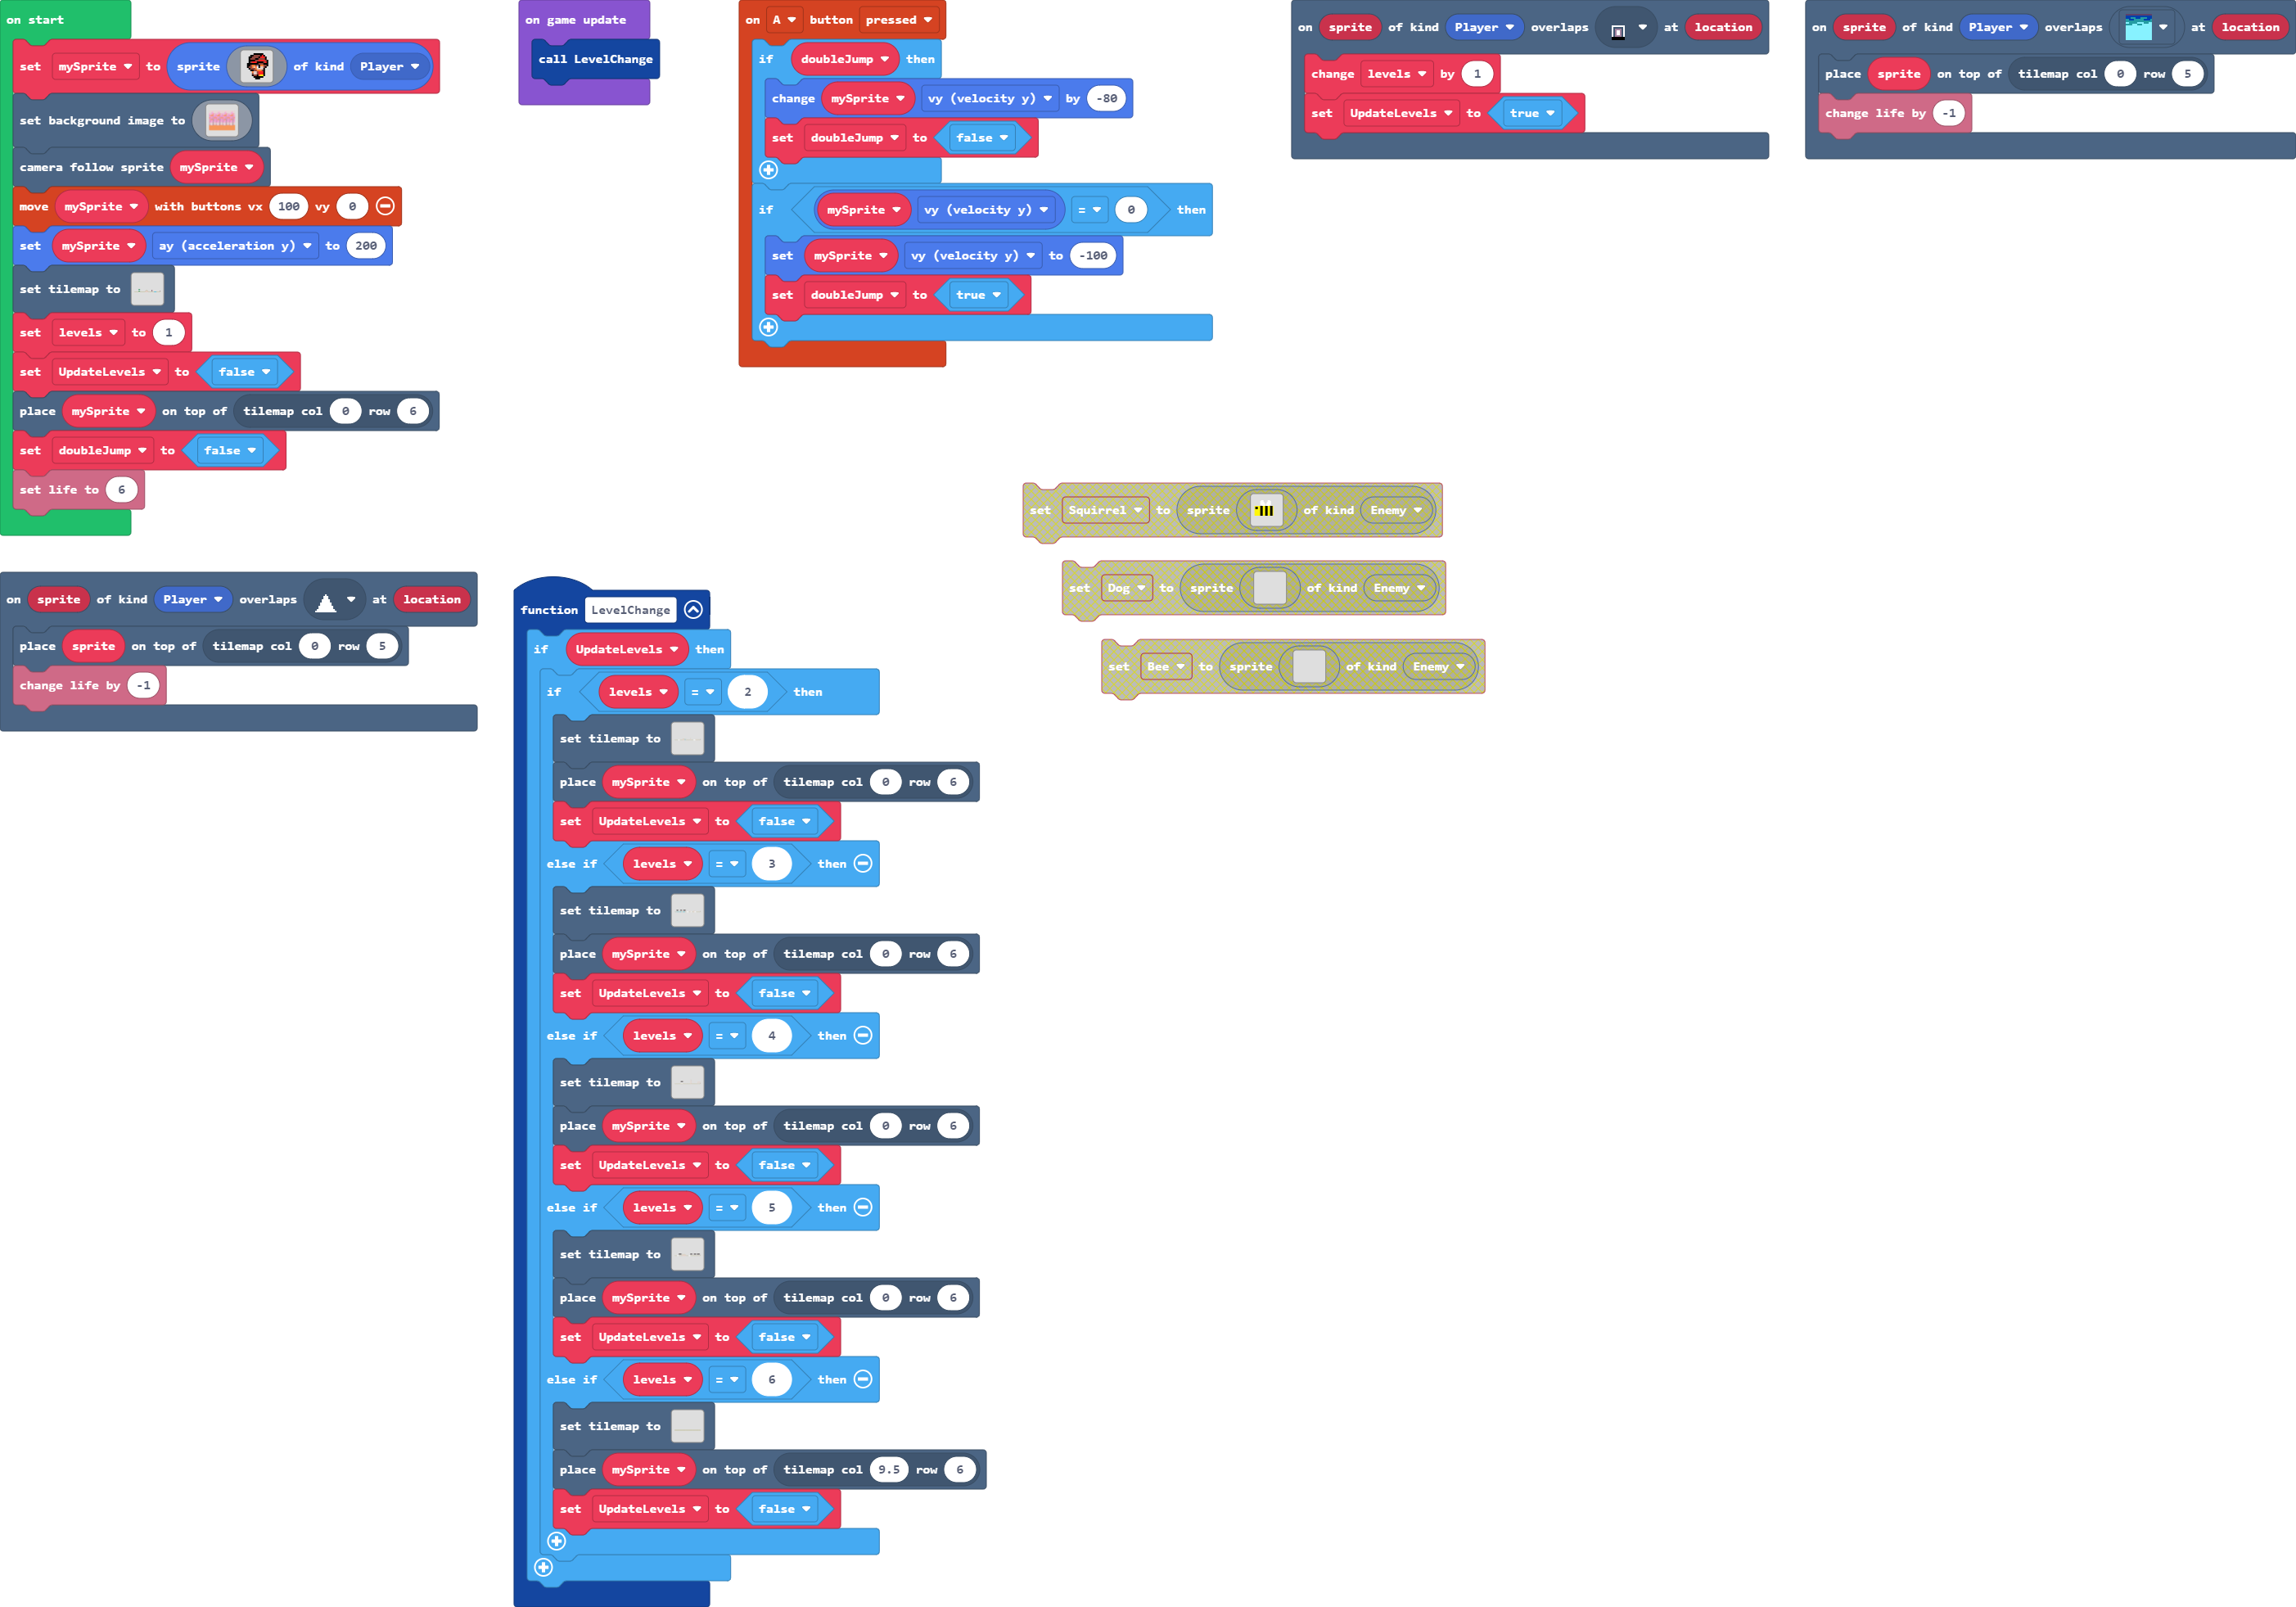 on start
set mySprite to sprite of kind Player
set background image to
camera follow sprite mySprite
move mySprite with buttons vx 100 vy 0
set mySprite ay (acceleration y) to 200
set tilemap to
set levels to 1
set UpdateLevels to false
place mySprite on top of tilemap col 0 row 6
set doubleJump to false
set life to 6
on game update
call LevelChange
on A button pressed
if doubleJump then
change mySprite vy (velocity y) by -80
set doubleJump to false
if mySprite vy (velocity y) = 0 then
set mySprite vy (velocity y) to -100
set doubleJump to true
on sprite of kind Player overlaps at location
change levels by 1
set UpdateLevels to true
on sprite of kind Player overlaps at location
place sprite on top of tilemap col 0 row 5
change life by -1
set Squirrel to sprite of kind Enemy
set Dog to sprite of kind Enemy
set Bee to sprite of kind Enemy
on sprite of kind Player overlaps at location
place sprite on top of tilemap col 0 row 5
change life by -1
function LevelChange
if UpdateLevels then
if levels = 2 then
set tilemap to
place mySprite on top of tilemap col 0 row 6
set UpdateLevels to false
else if levels = 3 then
set tilemap to
place mySprite on top of tilemap col 0 row 6
set UpdateLevels to false
else if levels = 4 then
set tilemap to
place mySprite on top of tilemap col 0 row 6
set UpdateLevels to false
else if levels = 5 then
set tilemap to
place mySprite on top of tilemap col 0 row 6
set UpdateLevels to false
else if levels = 6 then
set tilemap to
place mySprite on top of tilemap col 9.5 row 6
set UpdateLevels to false